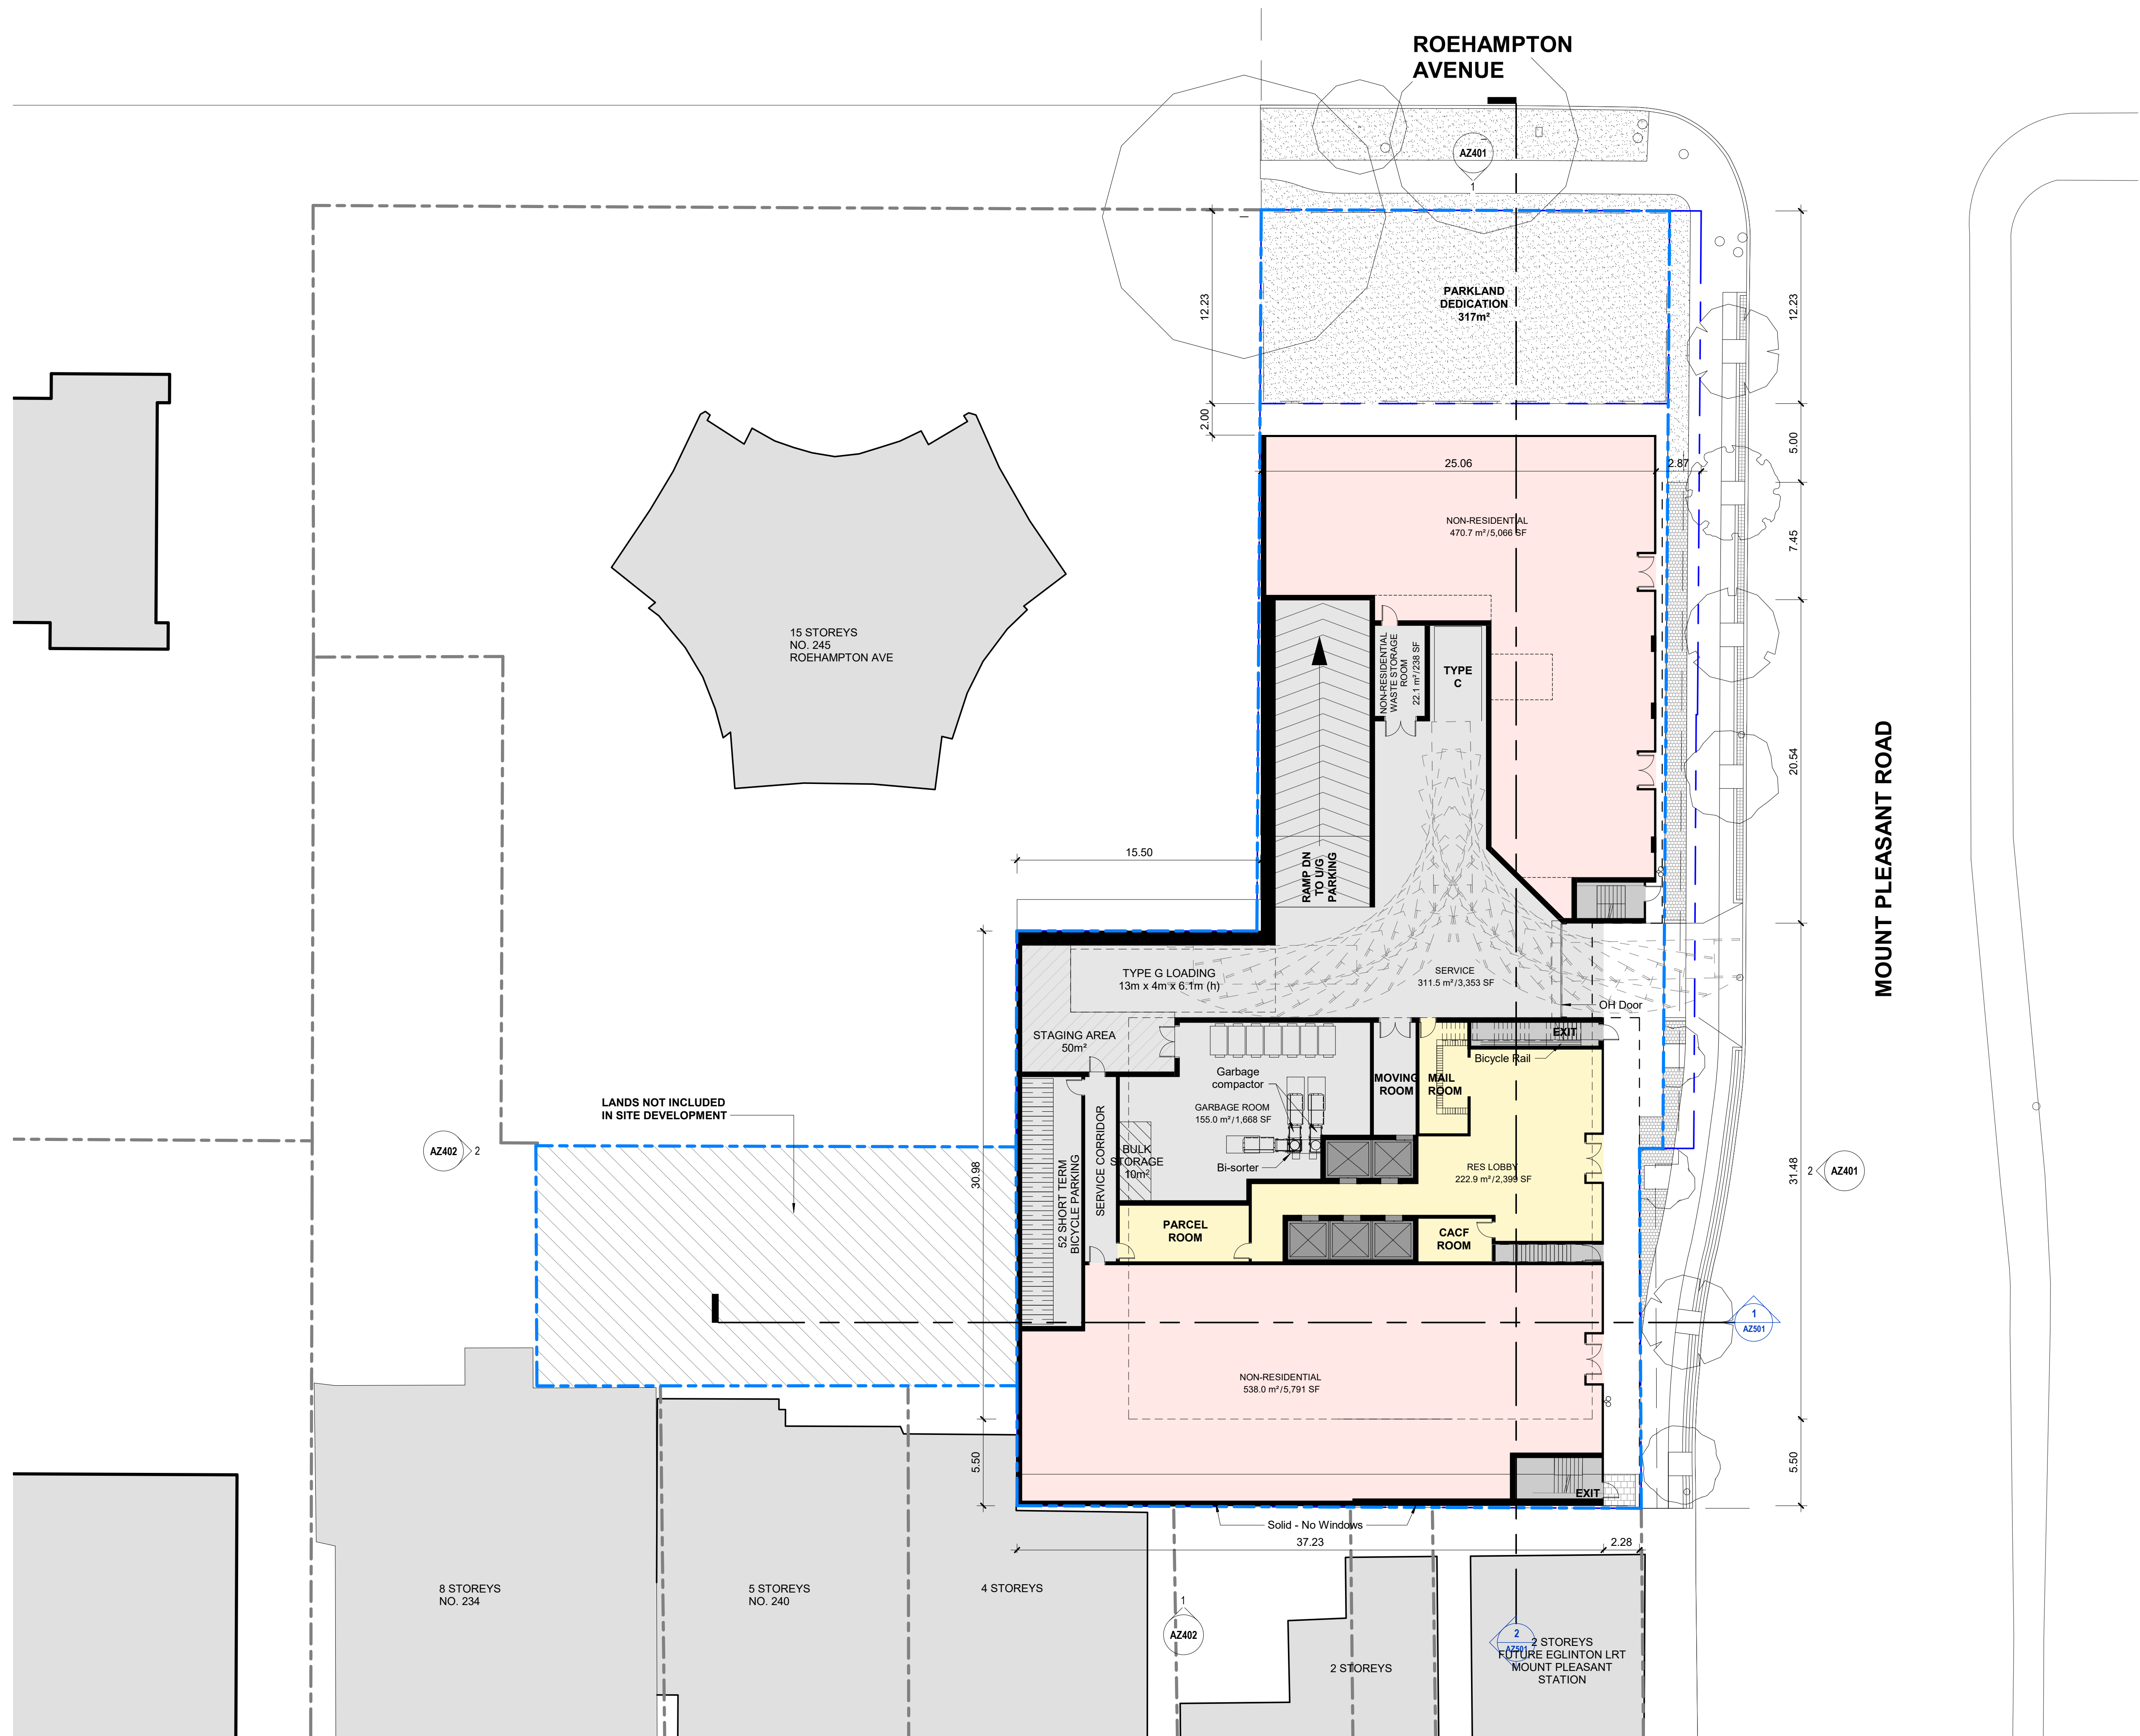 ROEHAMPTON
AVENUE
AZ401
1
12.23
12.23
PARKLAND
DEDICATION
317m²
2.00
5.00
25.06
2.87
NON-RESIDENTIAL
470.7 m²/5,066 SF
7.45
15 STOREYS
NO. 245
ROEHAMPTON AVE
NON-RESIDENTIAL
WASTE STORAGE
ROOM
22.1 m²/238 SF
TYPE
C
20.54
MOUNT PLEASANT ROAD
15.50
RAMP DN
TO U/G
PARKING
TYPE G LOADING
13m x 4m x 6.1m (h)
SERVICE
311.5 m²/3,353 SF
OH Door
STAGING AREA
50m²
EXIT
Bicycle Rail
Garbage
compactor
MOVING
ROOM
MAIL
ROOM
LANDS NOT INCLUDED
IN SITE DEVELOPMENT
GARBAGE ROOM
155.0 m²/1,668 SF
AZ402
2
30.98
52 SHORT TERM
BICYCLE PARKING
SERVICE CORRIDOR
BULK
STORAGE
10m²
Bi-sorter
RES LOBBY
222.9 m²/2,399 SF
31.48
2
AZ401
PARCEL
ROOM
CACF
ROOM
1
AZ501
NON-RESIDENTIAL
538.0 m²/5,791 SF
5.50
5.50
EXIT
Solid - No Windows
37.23
2.28
8 STOREYS
NO. 234
5 STOREYS
NO. 240
4 STOREYS
1
AZ402
2 STOREYS
2
AZ501
2 STOREYS
FUTURE EGLINTON LRT
MOUNT PLEASANT
STATION